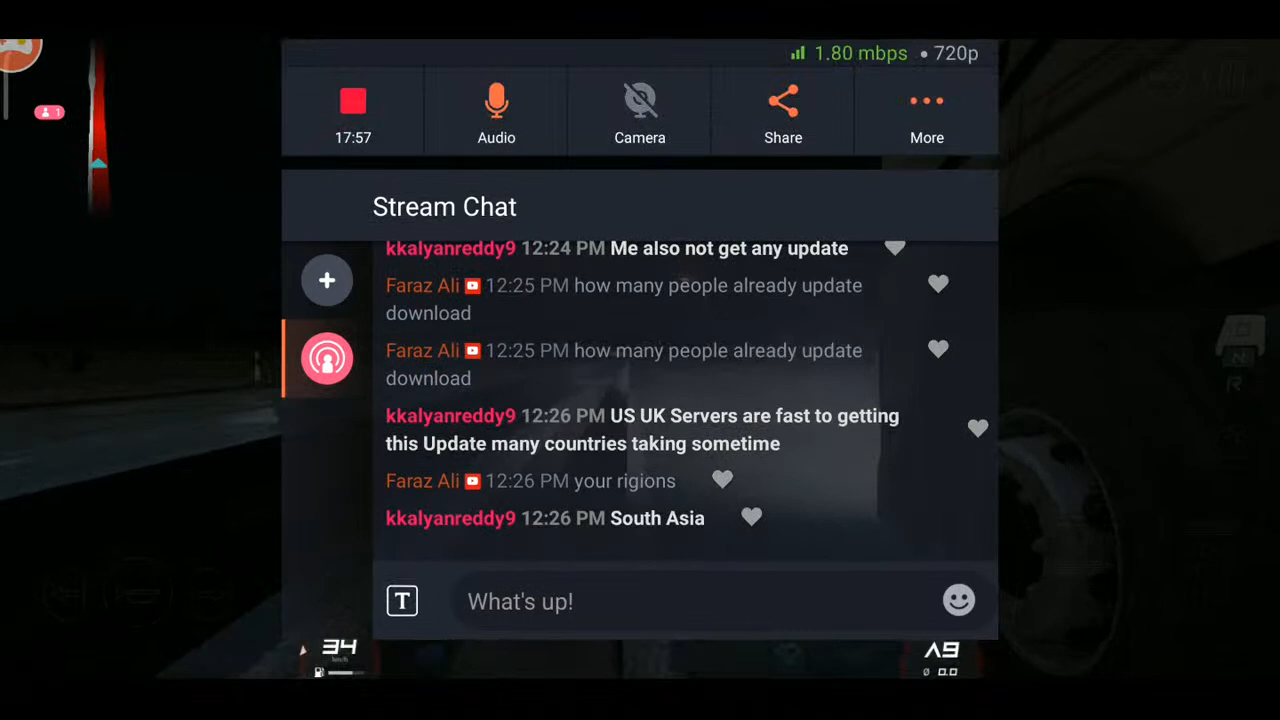 1.80 mbps • 720p
1
17:57
Audio
Camera
Share
More
Stream Chat
kkalyanreddy9 12:24 PM Me also not get any update
Faraz Ali 12:25 PM how many people already update
download
Faraz Ali 12:25 PM how many people already update
download
kkalyanreddy9 12:26 PM US UK Servers are fast to getting
this Update many countries taking sometime
Faraz Ali 12:26 PM your rigions
kkalyanreddy9 12:26 PM South Asia
N
R
T What's up!
34
km/h
A9
ø 0.0